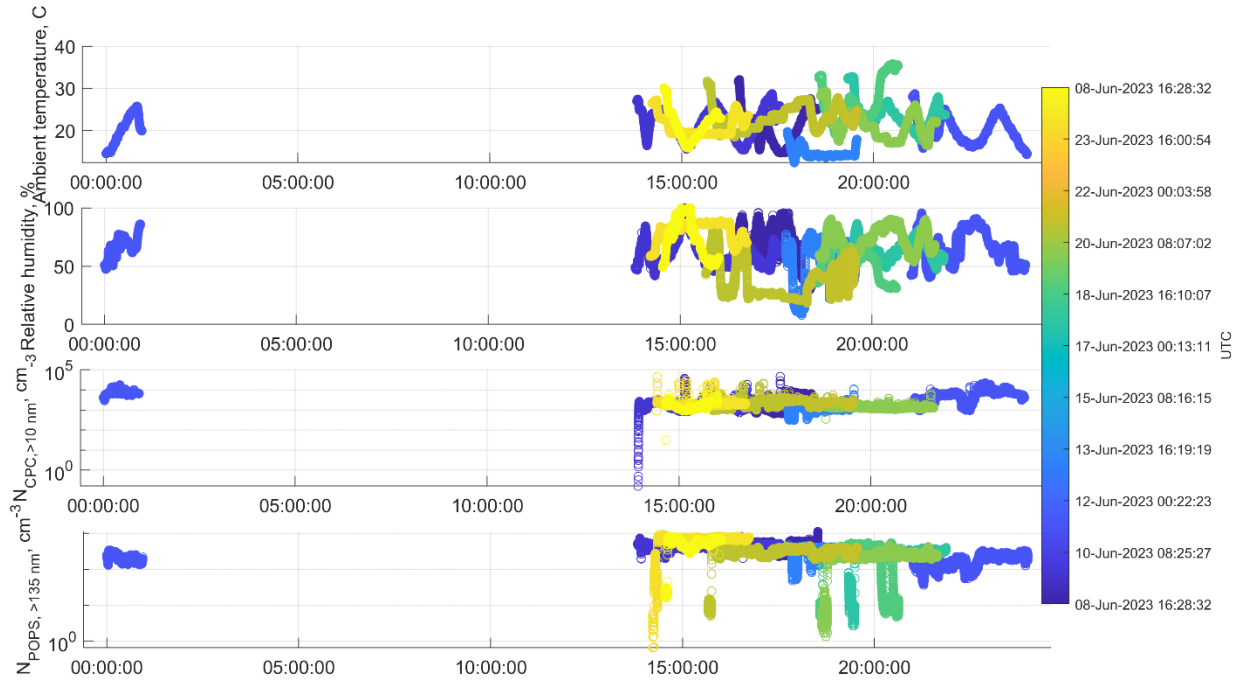 Ambient temperature, C
40
30
20
00:00:00 05:00:00 10:00:00 15:00:00 20:00:00
Relative humidity, %
100
50
0
00:00:00 05:00:00 10:00:00 15:00:00 20:00:00
N_CPC,>10 nm, cm^-3
10^5
10^0
00:00:00 05:00:00 10:00:00 15:00:00 20:00:00
N_POPS, >135 nm, cm^-3
10^0
00:00:00 05:00:00 10:00:00 15:00:00 20:00:00
08-Jun-2023 16:28:32
23-Jun-2023 16:00:54
22-Jun-2023 00:03:58
20-Jun-2023 08:07:02
18-Jun-2023 16:10:07
17-Jun-2023 00:13:11
15-Jun-2023 08:16:15
13-Jun-2023 16:19:19
12-Jun-2023 00:22:23
10-Jun-2023 08:25:27
08-Jun-2023 16:28:32
UTC